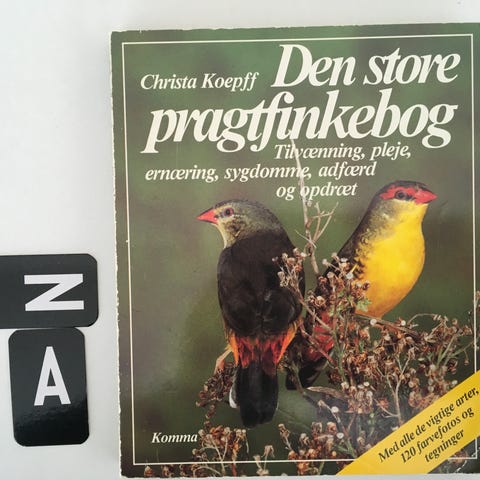 Christa Koepff
Den store
pragtfinkebog
Tilvænning, pleje,
ernæring, sygdomme, adfærd
og opdræt
Z
A
Komma
Med alle de vigtige arter,
120 farvefotos og
tegninger